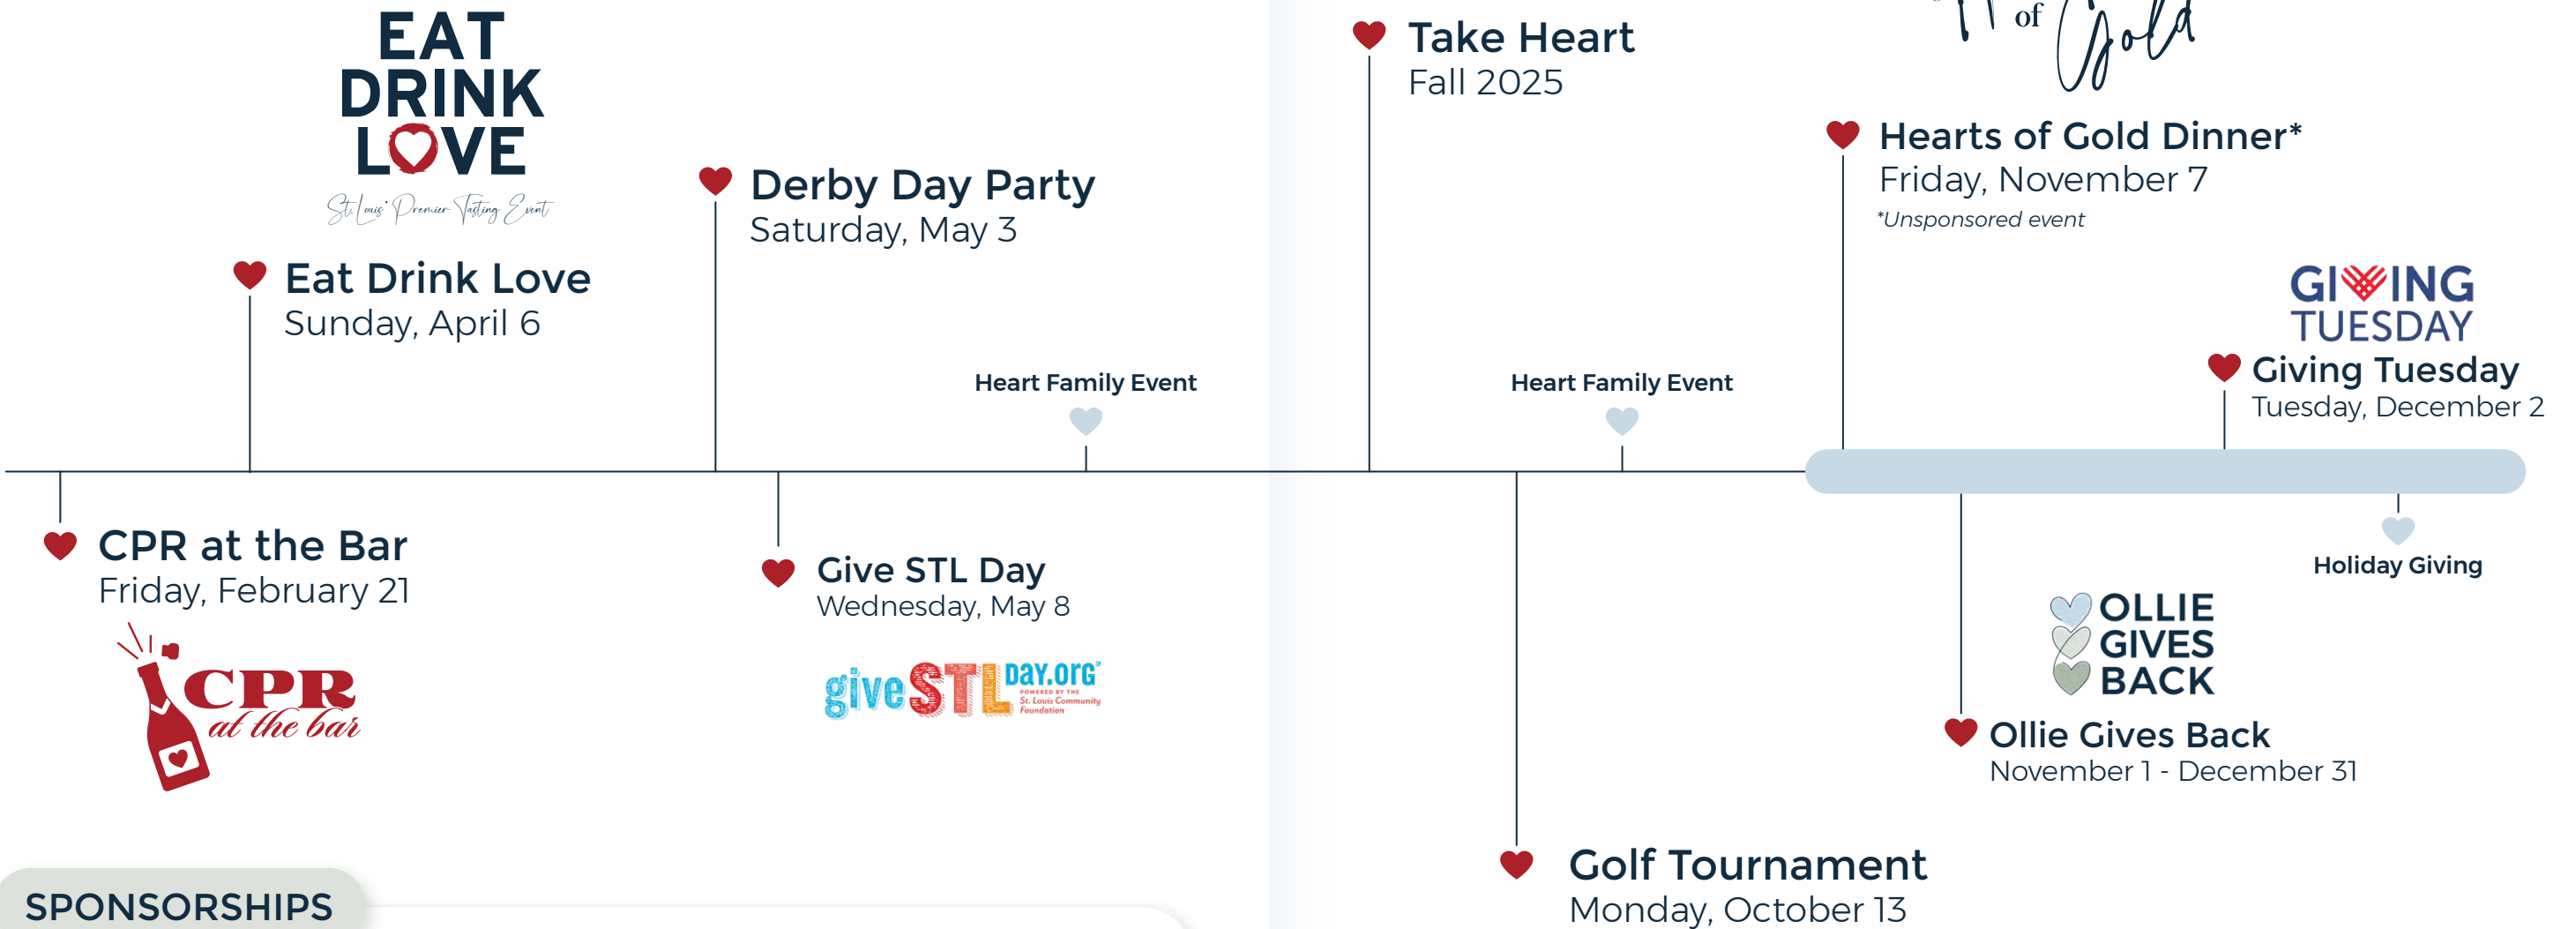 EAT
DRINK
LOVE
St. Louis' Premier Tasting Event
Eat Drink Love
Sunday, April 6
Derby Day Party
Saturday, May 3
Heart Family Event
CPR at the Bar
Friday, February 21
CPR
at the bar
Give STL Day
Wednesday, May 8
giveSTLDAY.org
POWERED BY THE
St. Louis Community
Foundation
SPONSORSHIPS
Take Heart
Fall 2025
of
Gold
Hearts of Gold Dinner*
Friday, November 7
*Unsponsored event
Heart Family Event
GIVING
TUESDAY
Giving Tuesday
Tuesday, December 2
Holiday Giving
OLLIE
GIVES
BACK
Ollie Gives Back
November 1 - December 31
Golf Tournament
Monday, October 13